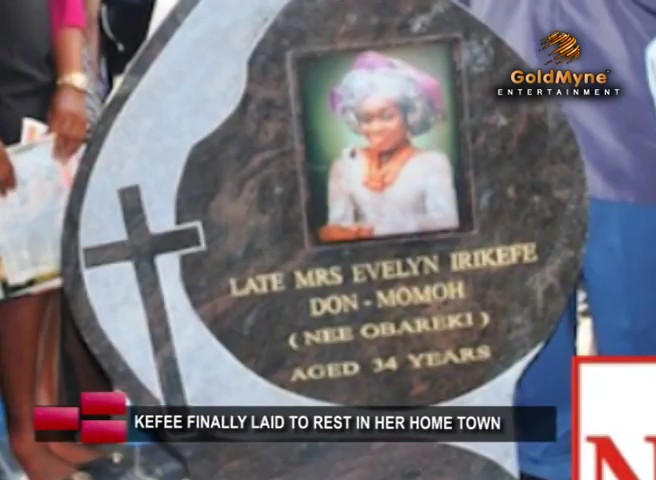 GoldMyne
ENTERTAINMENT
LATE MRS EVELYN IRIKEFE
DON - MOMOH
( NEE OBAREKI )
AGED 34 YEARS
KEFEE FINALLY LAID TO REST IN HER HOME TOWN
N